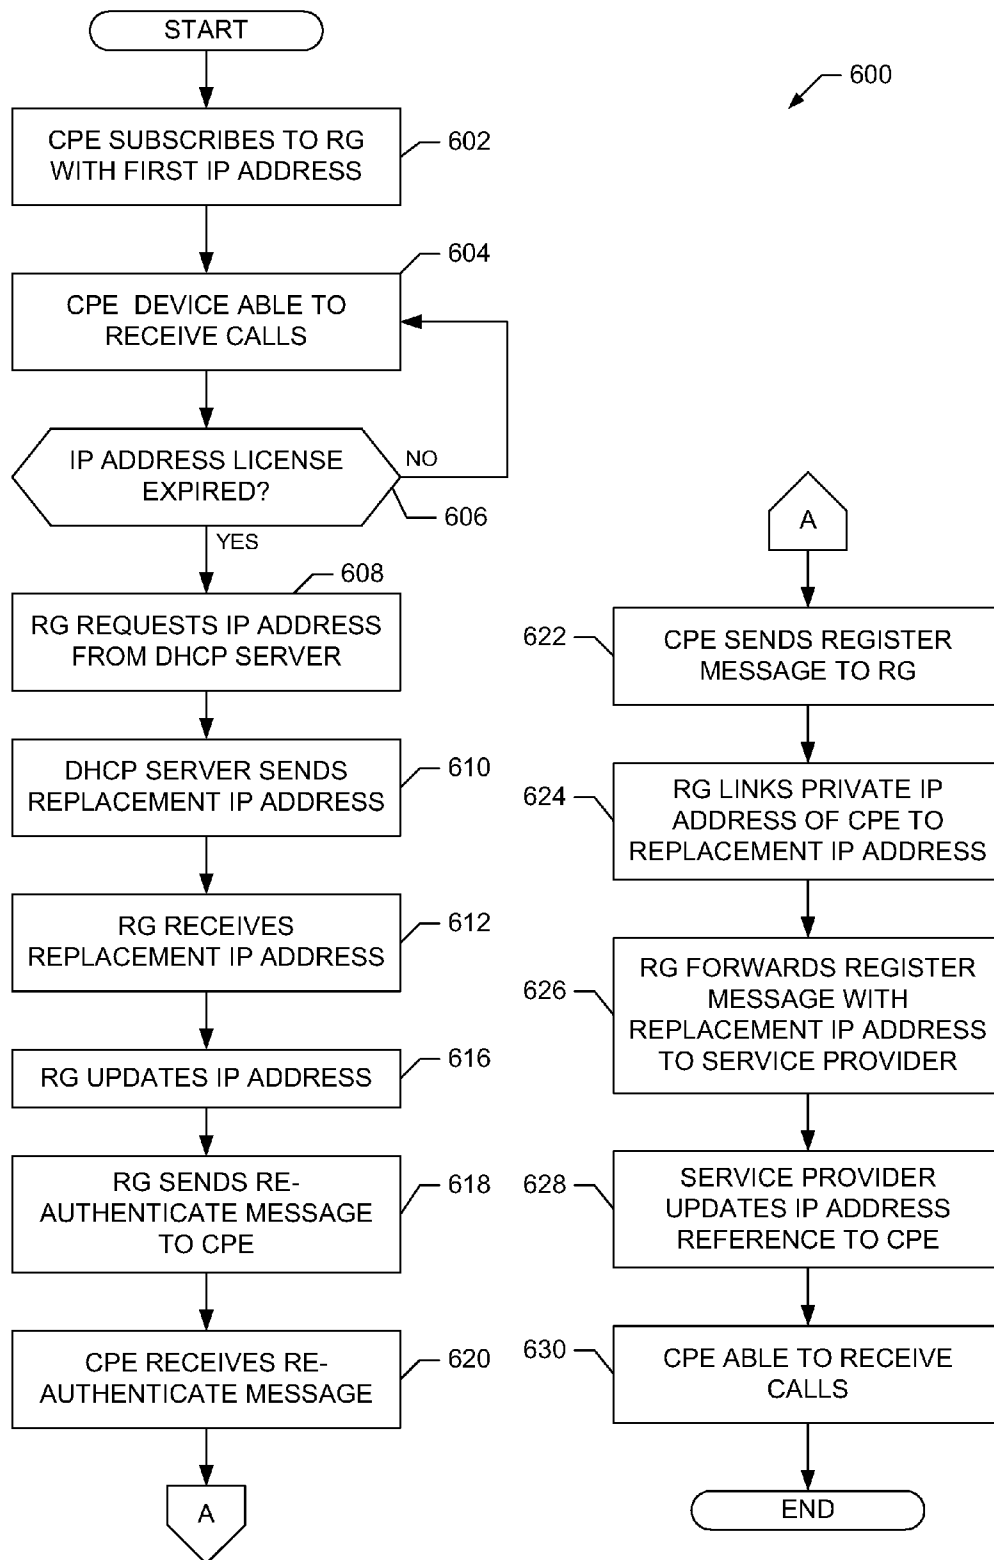 START
600
CPE SUBSCRIBES TO RG
WITH FIRST IP ADDRESS
602
604
CPE DEVICE ABLE TO
RECEIVE CALLS
IP ADDRESS LICENSE
EXPIRED?
NO
606
YES
608
RG REQUESTS IP ADDRESS
FROM DHCP SERVER
DHCP SERVER SENDS
REPLACEMENT IP ADDRESS
610
RG RECEIVES
REPLACEMENT IP ADDRESS
612
RG UPDATES IP ADDRESS
616
RG SENDS RE-
AUTHENTICATE MESSAGE
TO CPE
618
CPE RECEIVES RE-
AUTHENTICATE MESSAGE
620
A
A
622
CPE SENDS REGISTER
MESSAGE TO RG
624
RG LINKS PRIVATE IP
ADDRESS OF CPE TO
REPLACEMENT IP ADDRESS
626
RG FORWARDS REGISTER
MESSAGE WITH
REPLACEMENT IP ADDRESS
TO SERVICE PROVIDER
628
SERVICE PROVIDER
UPDATES IP ADDRESS
REFERENCE TO CPE
630
CPE ABLE TO RECEIVE
CALLS
END